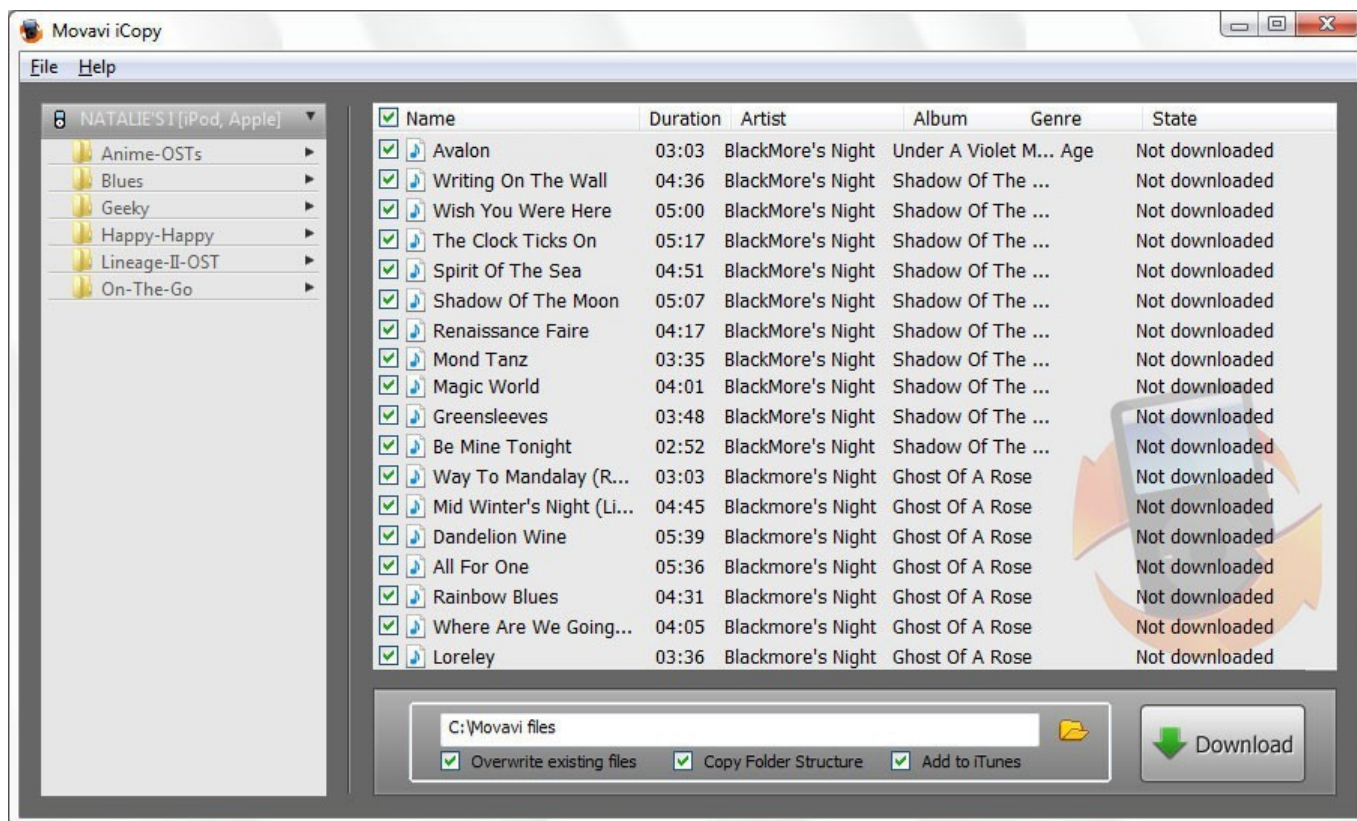 Movavi iCopy
File Help
NATALIE'S I [iPod, Apple]
Anime-OSTs
Blues
Geeky
Happy-Happy
Lineage-II-OST
On-The-Go
Name Duration Artist Album Genre State
Avalon 03:03 BlackMore's Night Under A Violet M... Age Not downloaded
Writing On The Wall 04:36 BlackMore's Night Shadow Of The ... Not downloaded
Wish You Were Here 05:00 BlackMore's Night Shadow Of The ... Not downloaded
The Clock Ticks On 05:17 BlackMore's Night Shadow Of The ... Not downloaded
Spirit Of The Sea 04:51 BlackMore's Night Shadow Of The ... Not downloaded
Shadow Of The Moon 05:07 BlackMore's Night Shadow Of The ... Not downloaded
Renaissance Faire 04:17 BlackMore's Night Shadow Of The ... Not downloaded
Mond Tanz 03:35 BlackMore's Night Shadow Of The ... Not downloaded
Magic World 04:01 BlackMore's Night Shadow Of The ... Not downloaded
Greensleeves 03:48 BlackMore's Night Shadow Of The ... Not downloaded
Be Mine Tonight 02:52 BlackMore's Night Shadow Of The ... Not downloaded
Way To Mandalay (R... 03:03 Blackmore's Night Ghost Of A Rose Not downloaded
Mid Winter's Night (Li... 04:45 Blackmore's Night Ghost Of A Rose Not downloaded
Dandelion Wine 05:39 Blackmore's Night Ghost Of A Rose Not downloaded
All For One 05:36 Blackmore's Night Ghost Of A Rose Not downloaded
Rainbow Blues 04:31 Blackmore's Night Ghost Of A Rose Not downloaded
Where Are We Going... 04:05 Blackmore's Night Ghost Of A Rose Not downloaded
Loreley 03:36 Blackmore's Night Ghost Of A Rose Not downloaded
C:\Movavi files
Overwrite existing files Copy Folder Structure Add to iTunes
Download